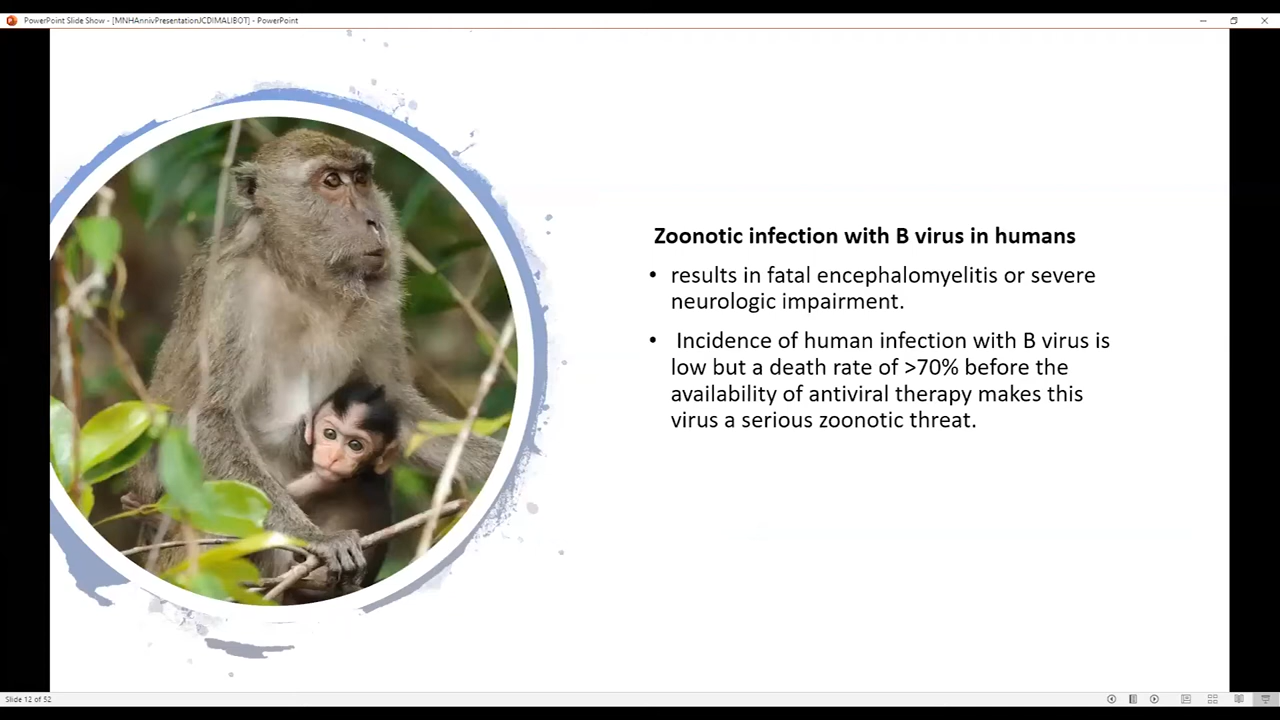 PowerPoint Slide Show - [MNHAnnivPresentationJCDIMALIBOT] - PowerPoint
Zoonotic infection with B virus in humans
• results in fatal encephalomyelitis or severe
neurologic impairment.
• Incidence of human infection with B virus is
low but a death rate of >70% before the
availability of antiviral therapy makes this
virus a serious zoonotic threat.
Slide 12 of 52